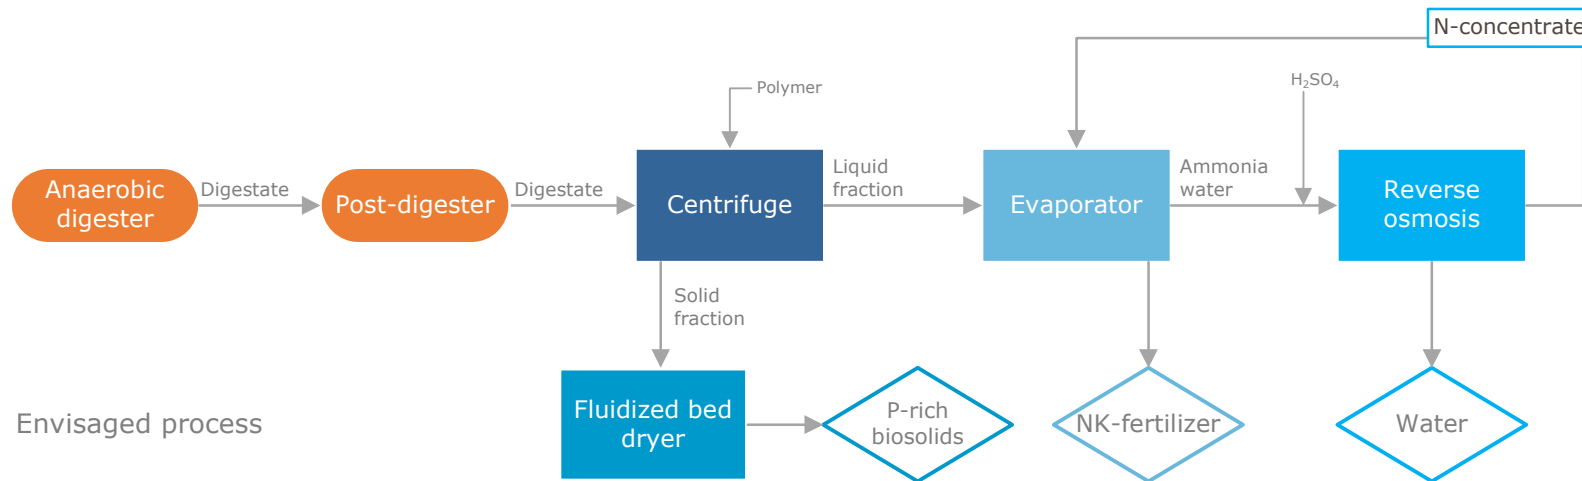 N-concentrate
H₂SO₄
Polymer
Anaerobic
digester
Digestate
Post-digester
Digestate
Centrifuge
Liquid
fraction
Evaporator
Ammonia
water
Reverse
osmosis
Solid
fraction
Envisaged process
Fluidized bed
dryer
P-rich
biosolids
NK-fertilizer
Water